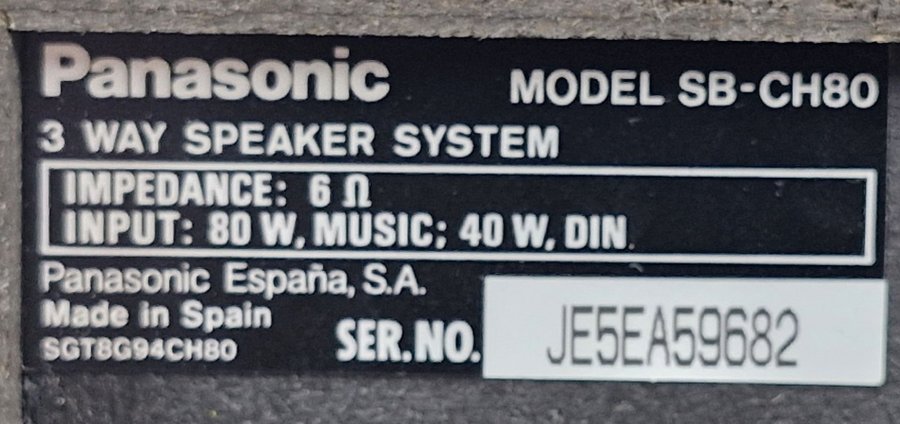 Panasonic MODEL SB-CH80
3 WAY SPEAKER SYSTEM
IMPEDANCE: 6 Ω
INPUT: 80 W, MUSIC; 40 W, DIN
Panasonic España, S.A.
Made in Spain
SGT8G94CH80
SER.NO. JE5EA59682